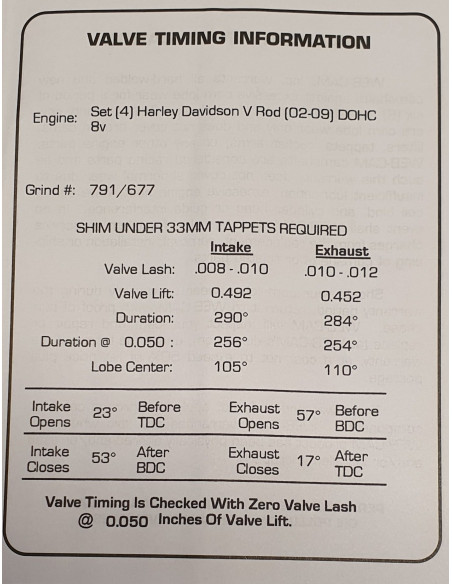 VALVE TIMING INFORMATION
Engine: Set (4) Harley Davidson V Rod (02-09) DOHC
8v
Grind #: 791/677
SHIM UNDER 33MM TAPPETS REQUIRED
Intake Exhaust
Valve Lash: .008 - .010 .010 - .012
Valve Lift: 0.492 0.452
Duration: 290° 284°
Duration @ 0.050 : 256° 254°
Lobe Center: 105° 110°
Intake Opens 23° Before TDC Exhaust Opens 57° Before BDC
Intake Closes 53° After BDC Exhaust Closes 17° After TDC
Valve Timing Is Checked With Zero Valve Lash
@ 0.050 Inches Of Valve Lift.